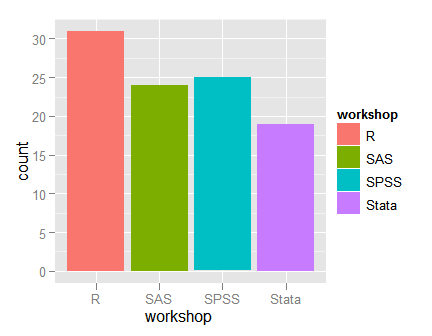 30
25
20
15
10
5
0
count
R SAS SPSS Stata
workshop
workshop
R
SAS
SPSS
Stata